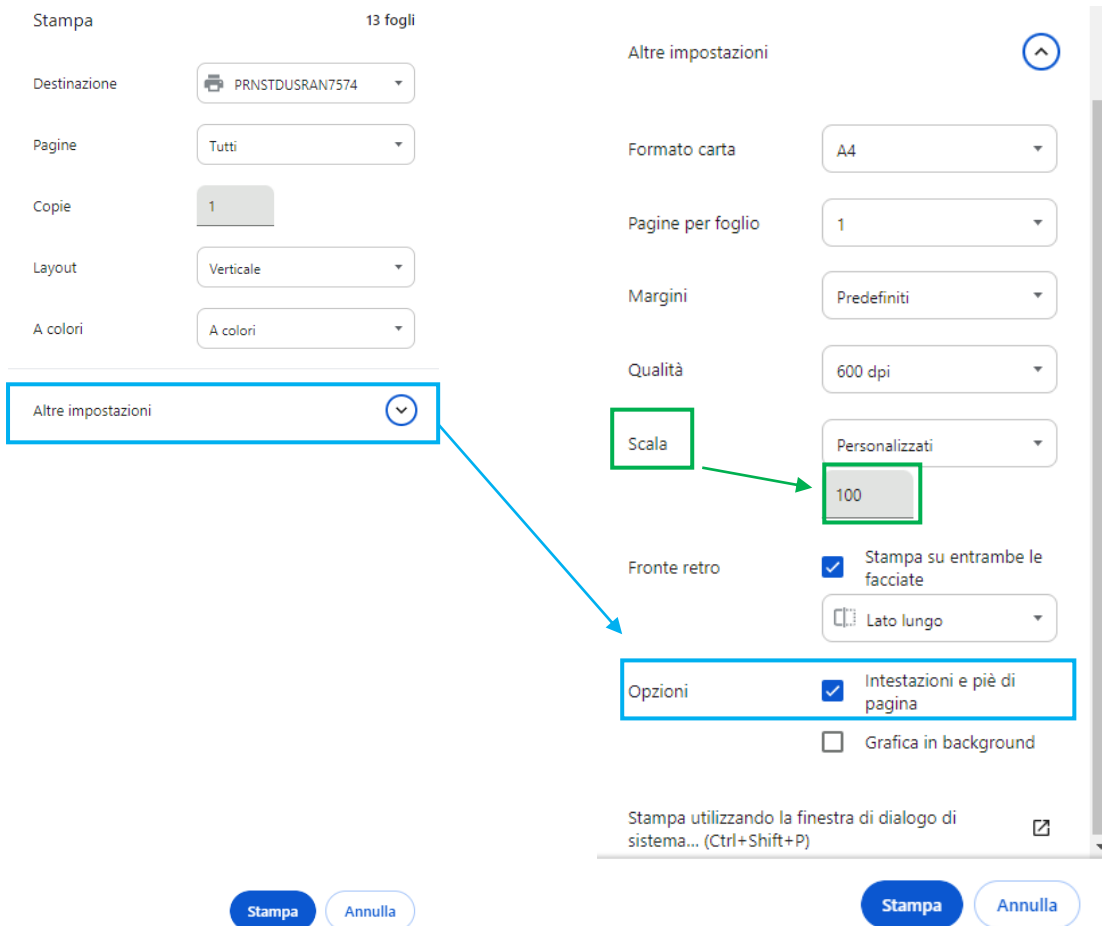 Stampa 13 fogli
Destinazione PRNSTDUSRAN7574
Pagine Tutti
Copie 1
Layout Verticale
A colori A colori
Altre impostazioni
Stampa Annulla
Altre impostazioni
Formato carta A4
Pagine per foglio 1
Margini Predefiniti
Qualità 600 dpi
Scala Personalizzati
100
Fronte retro Stampa su entrambe le
facciate
Lato lungo
Opzioni Intestazioni e piè di
pagina
Grafica in background
Stampa utilizzando la finestra di dialogo di
sistema... (Ctrl+Shift+P)
Stampa Annulla